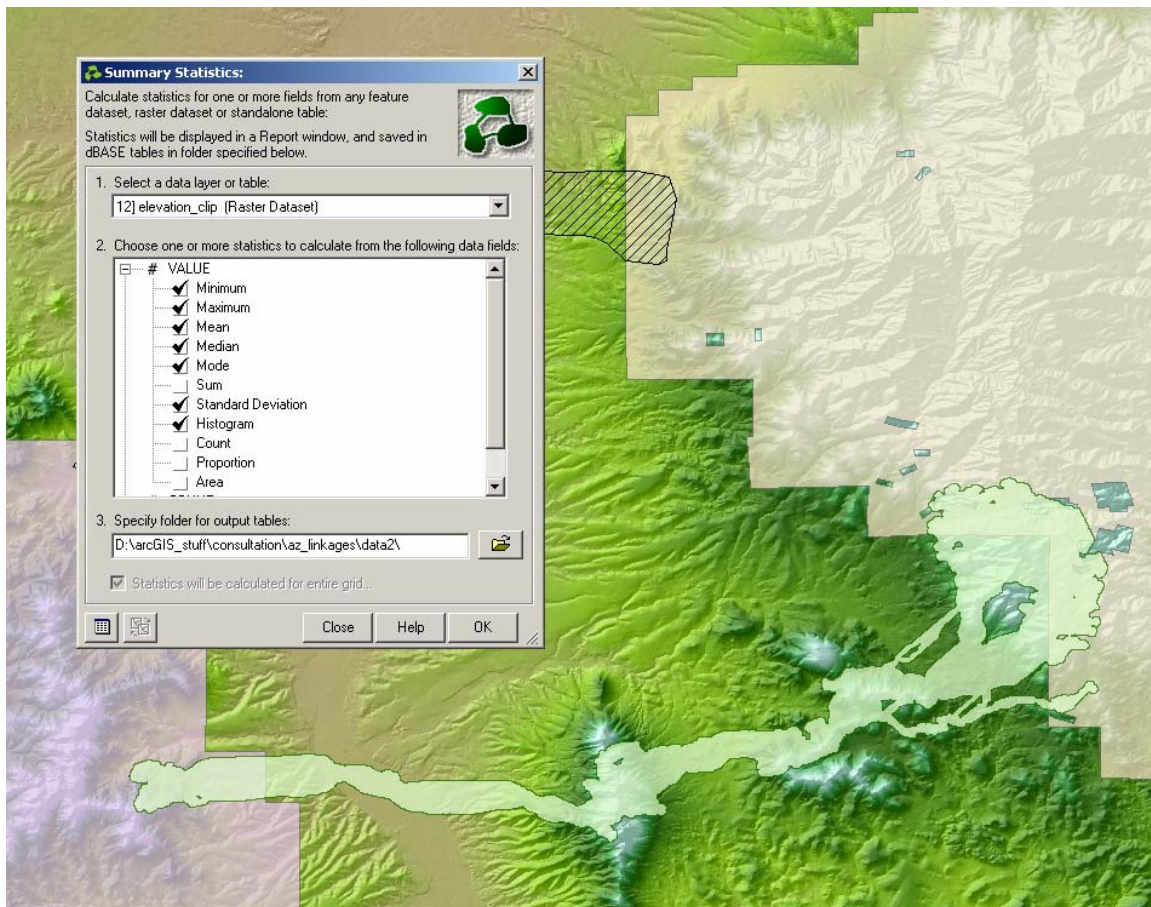 Summary Statistics:
Calculate statistics for one or more fields from any feature
dataset, raster dataset or standalone table:
Statistics will be displayed in a Report window, and saved in
dBASE tables in folder specified below.
1. Select a data layer or table:
12] elevation_clip (Raster Dataset)
2. Choose one or more statistics to calculate from the following data fields:
# VALUE
Minimum
Maximum
Mean
Median
Mode
Sum
Standard Deviation
Histogram
Count
Proportion
Area
3. Specify folder for output tables:
D:\arcGIS_stuff\consultation\az_linkages\data2\
Statistics will be calculated for entire grid...
Close Help OK